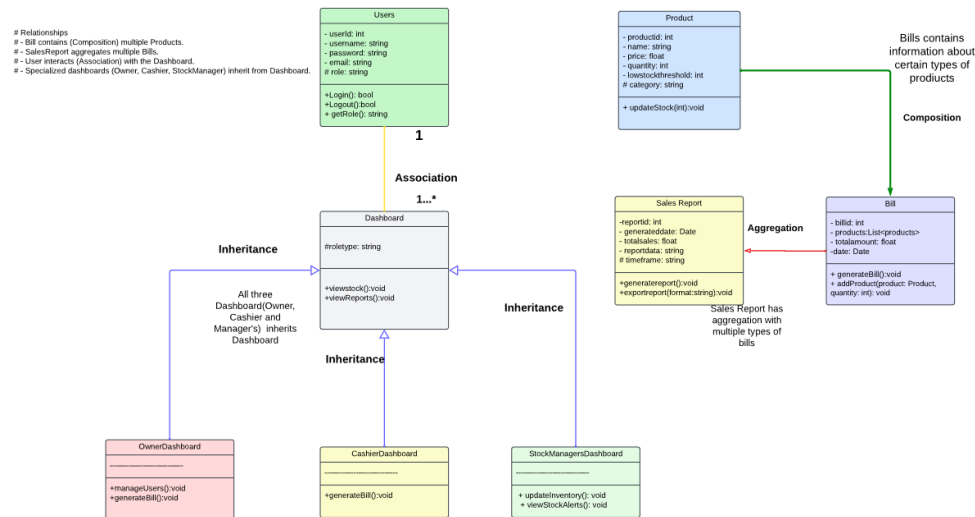 # Relationships
# - Bill contains (Composition) multiple Products.
# - SalesReport aggregates multiple Bills.
# - User interacts (Association) with the Dashboard.
# - Specialized dashboards (Owner, Cashier, StockManager) inherit from Dashboard.
Users
- userId: int
- username: string
- password: string
- email: string
# role: string
+Login(): bool
+Logout():bool
+ getRole(): string
1
Association
1...*
Product
- productid: int
- name: string
- price: float
- quantity: int
- lowstockthreshold: int
# category: string
+ updateStock(int):void
Bills contains
information about
certain types of
prodiucts
Composition
Dashboard
#roletype: string
+viewstock():void
+viewReports():void
Sales Report
-reportid: int
- generateddate: Date
- totalsales: float
- reportdata: string
# timeframe: string
+generatereport():void
+exportreport(format:string):void
Aggregation
Bill
- billid: int
- products:List<products>
- totalamount: float
-date: Date
+ generateBill():void
+ addProduct(product: Product,
quantity: int): void
Sales Report has
aggregation with
multiple types of
bills
Inheritance
All three
Dashboard(Owner,
Cashier and
Manager's) inherits
Dashboard
Inheritance
Inheritance
OwnerDashboard
----------------------------
+manageUsers():void
+generateBill():void
CashierDashboard
----------------------------
+generateBill():void
StockManagersDashboard
----------------------------
+ updateInventory(): void
+ viewStockAlerts(): void